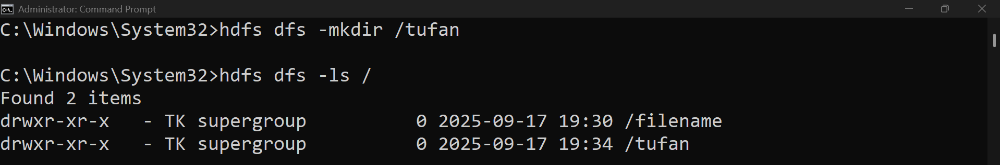 Administrator: Command Prompt
C:\Windows\System32>hdfs dfs -mkdir /tufan
C:\Windows\System32>hdfs dfs -ls /
Found 2 items
drwxr-xr-x   - TK supergroup          0 2025-09-17 19:30 /filename
drwxr-xr-x   - TK supergroup          0 2025-09-17 19:34 /tufan